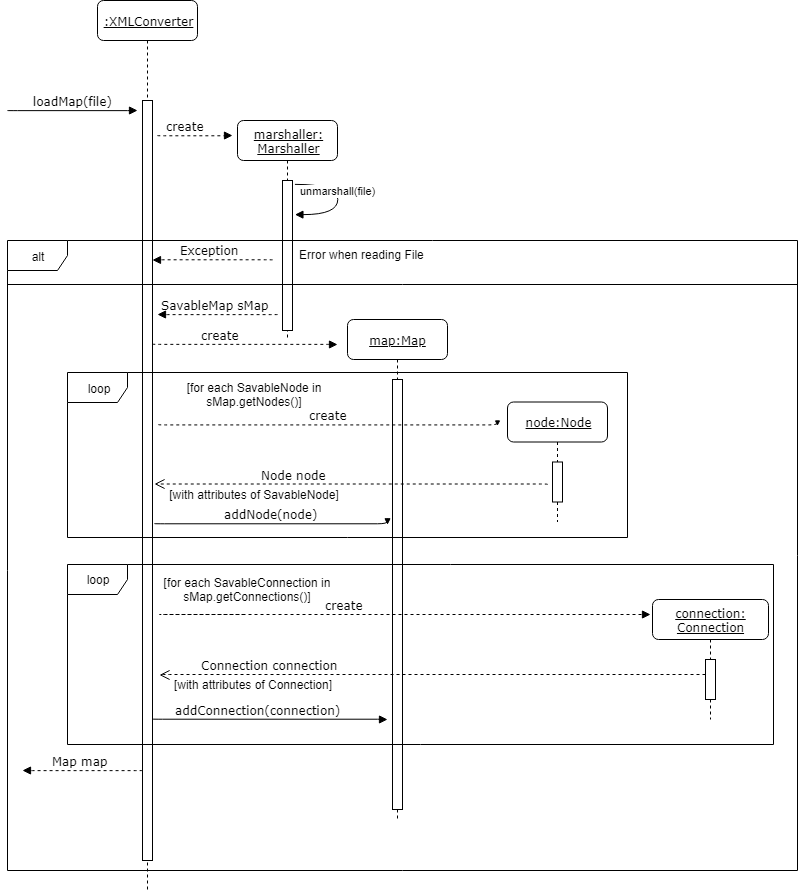 :XMLConverter
loadMap(file)
create
marshaller:
Marshaller
unmarshall(file)
alt
Exception
Error when reading File
SavableMap sMap
create
map:Map
loop
[for each SavableNode in
sMap.getNodes()]
create
node:Node
Node node
[with attributes of SavableNode]
addNode(node)
loop
[for each SavableConnection in
sMap.getConnections()]
create
connection:
Connection
Connection connection
[with attributes of Connection]
addConnection(connection)
Map map